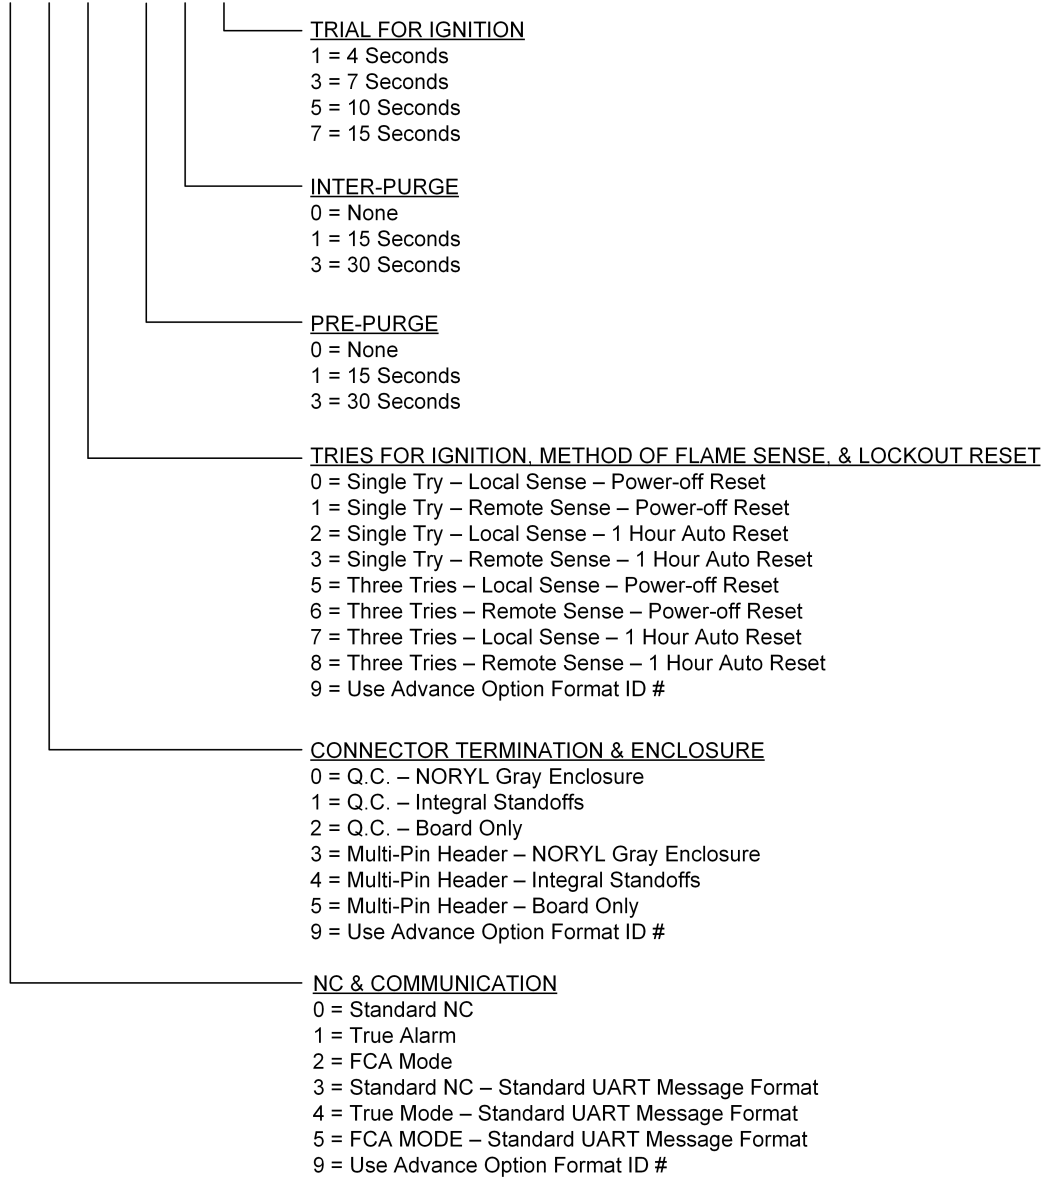 TRIAL FOR IGNITION
1 = 4 Seconds
3 = 7 Seconds
5 = 10 Seconds
7 = 15 Seconds
INTER-PURGE
0 = None
1 = 15 Seconds
3 = 30 Seconds
PRE-PURGE
0 = None
1 = 15 Seconds
3 = 30 Seconds
TRIES FOR IGNITION, METHOD OF FLAME SENSE, & LOCKOUT RESET
0 = Single Try – Local Sense – Power-off Reset
1 = Single Try – Remote Sense – Power-off Reset
2 = Single Try – Local Sense – 1 Hour Auto Reset
3 = Single Try – Remote Sense – 1 Hour Auto Reset
5 = Three Tries – Local Sense – Power-off Reset
6 = Three Tries – Remote Sense – Power-off Reset
7 = Three Tries – Local Sense – 1 Hour Auto Reset
8 = Three Tries – Remote Sense – 1 Hour Auto Reset
9 = Use Advance Option Format ID #
CONNECTOR TERMINATION & ENCLOSURE
0 = Q.C. – NORYL Gray Enclosure
1 = Q.C. – Integral Standoffs
2 = Q.C. – Board Only
3 = Multi-Pin Header – NORYL Gray Enclosure
4 = Multi-Pin Header – Integral Standoffs
5 = Multi-Pin Header – Board Only
9 = Use Advance Option Format ID #
NC & COMMUNICATION
0 = Standard NC
1 = True Alarm
2 = FCA Mode
3 = Standard NC – Standard UART Message Format
4 = True Mode – Standard UART Message Format
5 = FCA MODE – Standard UART Message Format
9 = Use Advance Option Format ID #